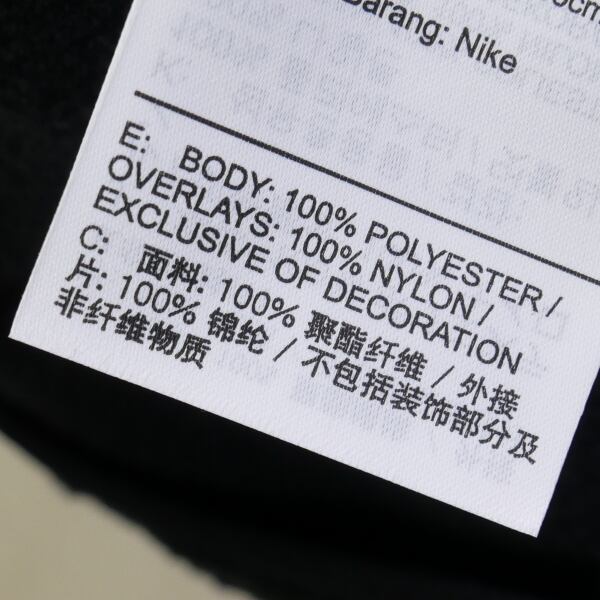 Barang: Nike
E: BODY: 100% POLYESTER /
OVERLAYS: 100% NYLON /
EXCLUSIVE OF DECORATION
C: 面料: 100% 聚酯纤维 / 外接
片: 100% 锦纶 / 不包括装饰部分及
非纤维物质